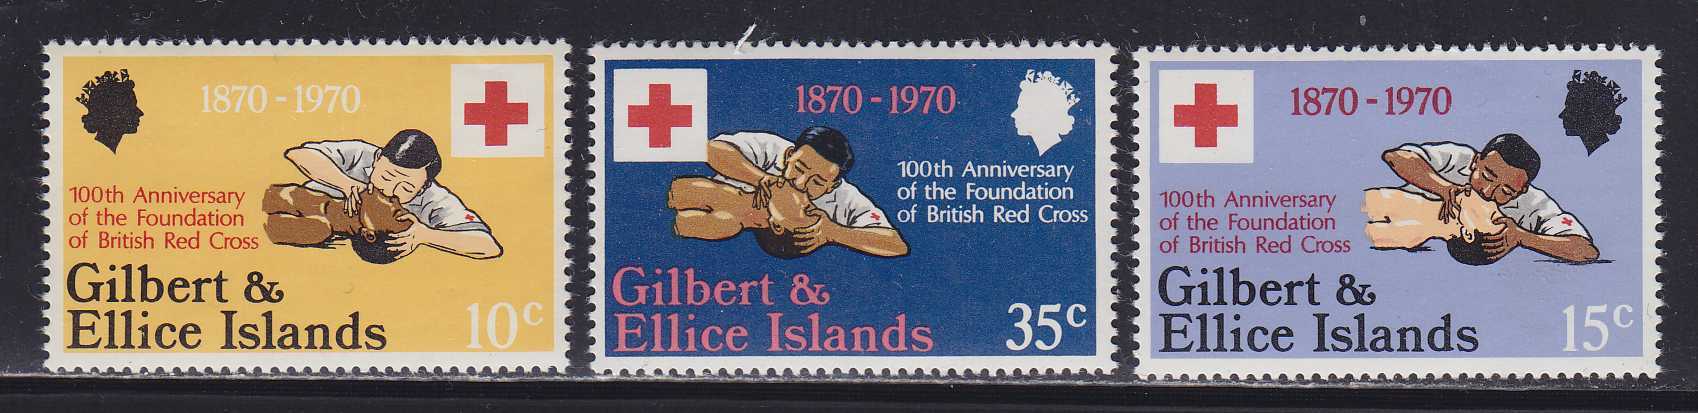 1870-1970
100th Anniversary
of the Foundation
of British Red Cross
Gilbert &
Ellice Islands
10c
1870-1970
100th Anniversary
of the Foundation
of British Red Cross
Gilbert &
Ellice Islands
35c
1870-1970
100th Anniversary
of the Foundation
of British Red Cross
Gilbert &
Ellice Islands
15c